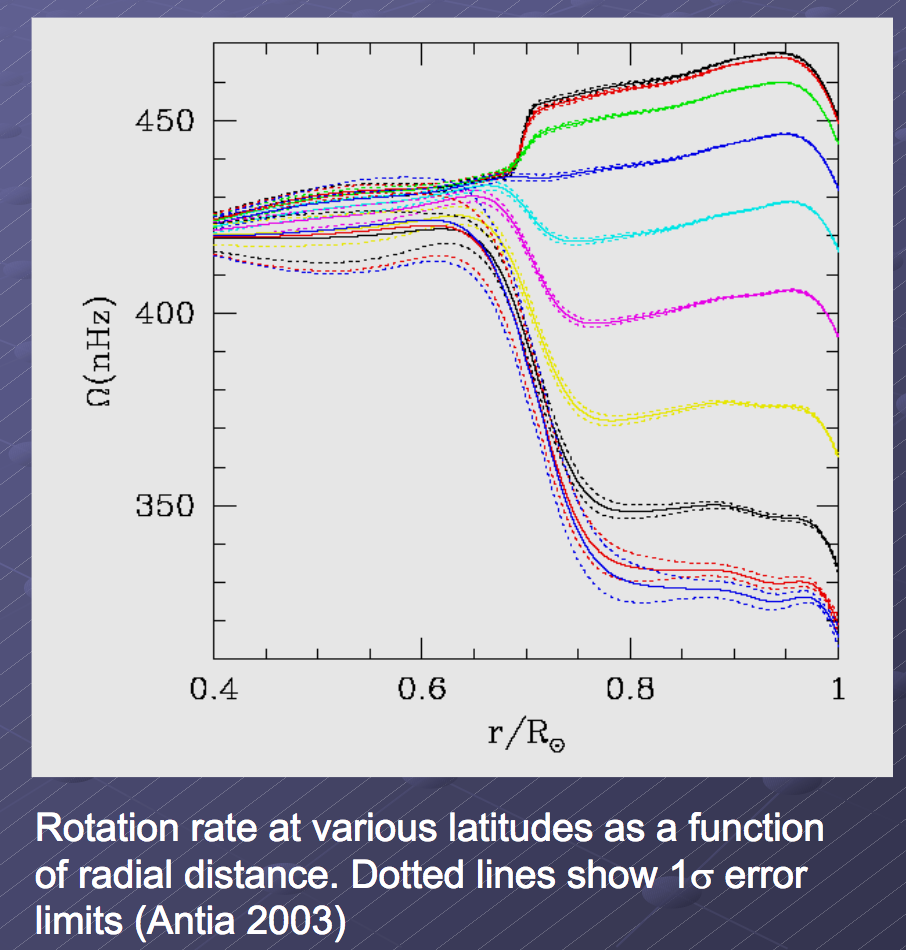 450
400
350
Ω(nHz)
0.4 0.6 0.8 1
r/R⊙
Rotation rate at various latitudes as a function
of radial distance. Dotted lines show 1σ error
limits (Antia 2003)